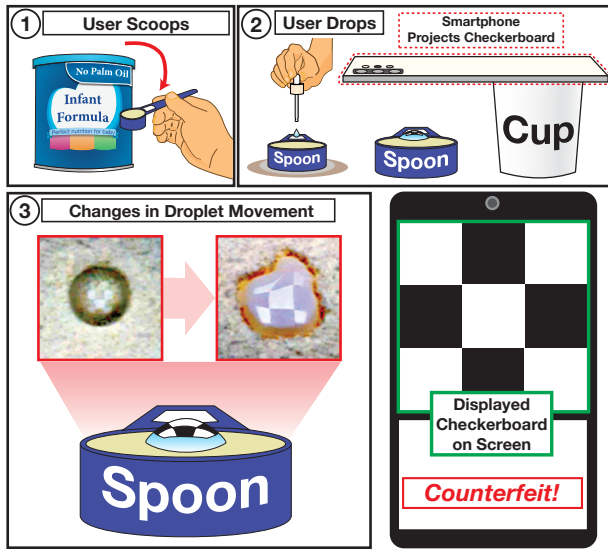 1
User Scoops
No Palm Oil
Infant
Formula
Perfect nutrition for baby
2
User Drops
Smartphone
Projects Checkerboard
Spoon
Spoon
Cup
3
Changes in Droplet Movement
Spoon
Displayed
Checkerboard
on Screen
Counterfeit!